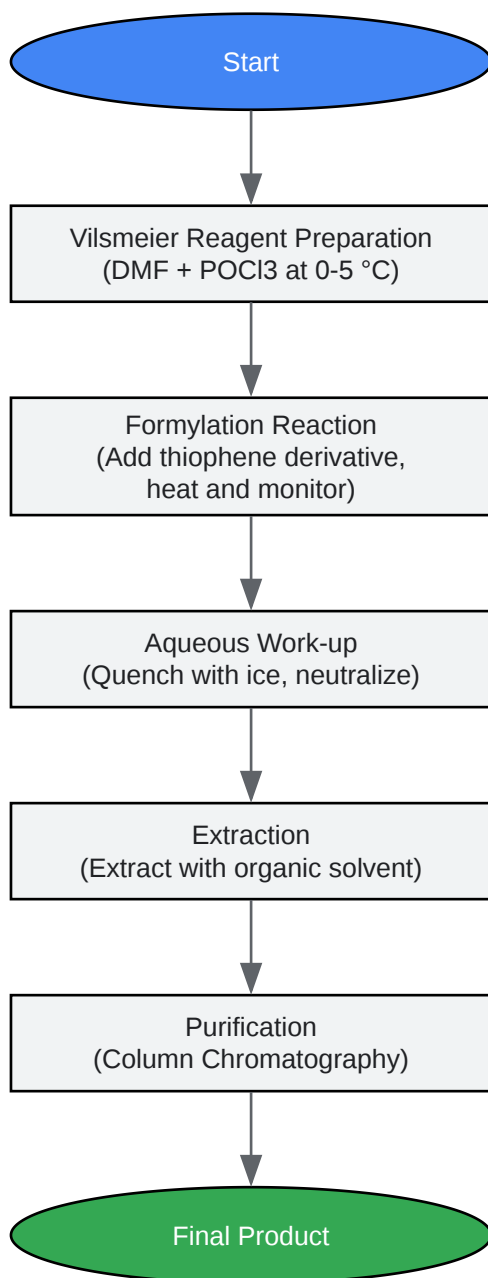 Start
Vilsmeier Reagent Preparation
(DMF + POCl3 at 0-5 °C)
Formylation Reaction
(Add thiophene derivative,
heat and monitor)
Aqueous Work-up
(Quench with ice, neutralize)
Extraction
(Extract with organic solvent)
Purification
(Column Chromatography)
Final Product